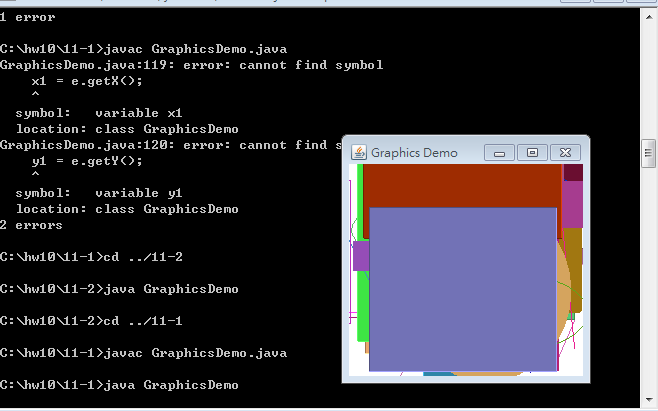 1 error
C:\hw10\11-1>javac GraphicsDemo.java
GraphicsDemo.java:119: error: cannot find symbol
x1 = e.getX();
^
symbol: variable x1
location: class GraphicsDemo
GraphicsDemo.java:120: error: cannot find s
y1 = e.getY();
^
symbol: variable y1
location: class GraphicsDemo
2 errors
C:\hw10\11-1>cd ../11-2
C:\hw10\11-2>java GraphicsDemo
C:\hw10\11-2>cd ../11-1
C:\hw10\11-1>javac GraphicsDemo.java
C:\hw10\11-1>java GraphicsDemo
Graphics Demo